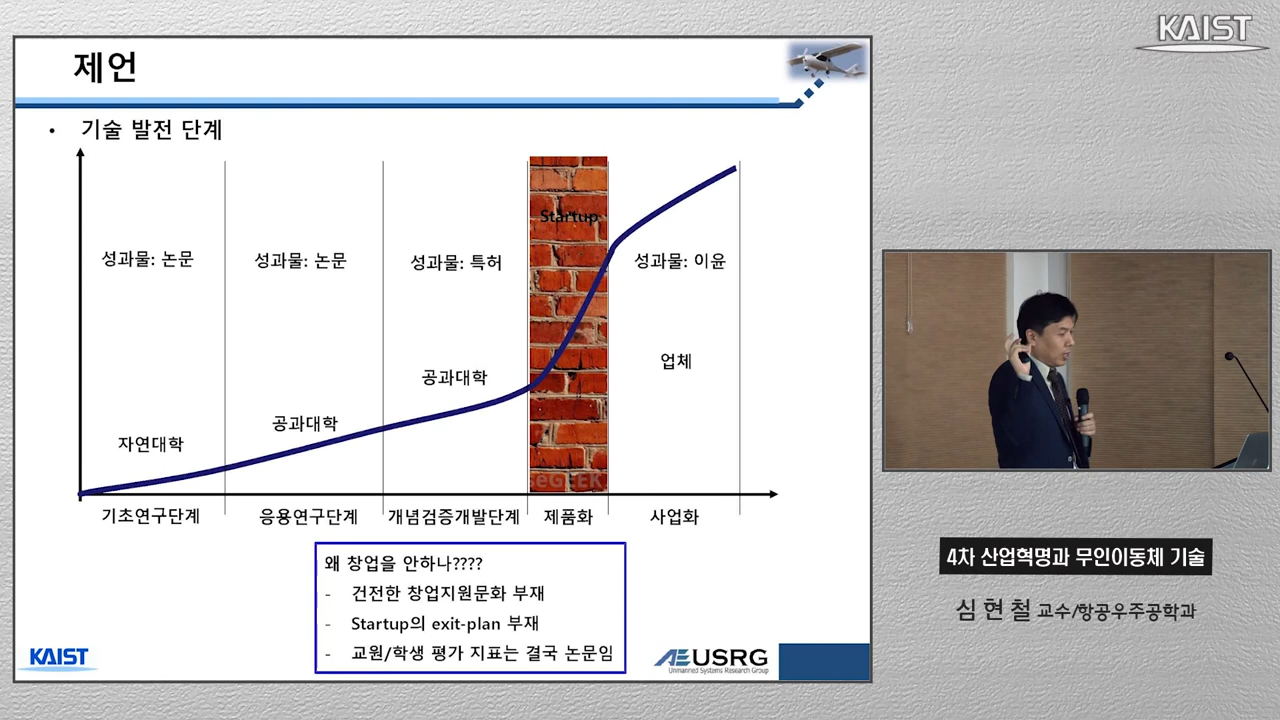 KAIST
제언
• 기술 발전 단계
Startup
성과물: 논문
성과물: 논문
성과물: 특허
성과물: 이윤
업체
공과대학
공과대학
자연대학
seGEEK
기초연구단계
응용연구단계
개념검증개발단계
제품화
사업화
왜 창업을 안하나????
- 건전한 창업지원문화 부재
- Startup의 exit-plan 부재
- 교원/학생 평가 지표는 결국 논문임
KAIST
AEUSRG
Unmanned Systems Research Group
4차 산업혁명과 무인이동체 기술
심현철 교수/항공우주공학과